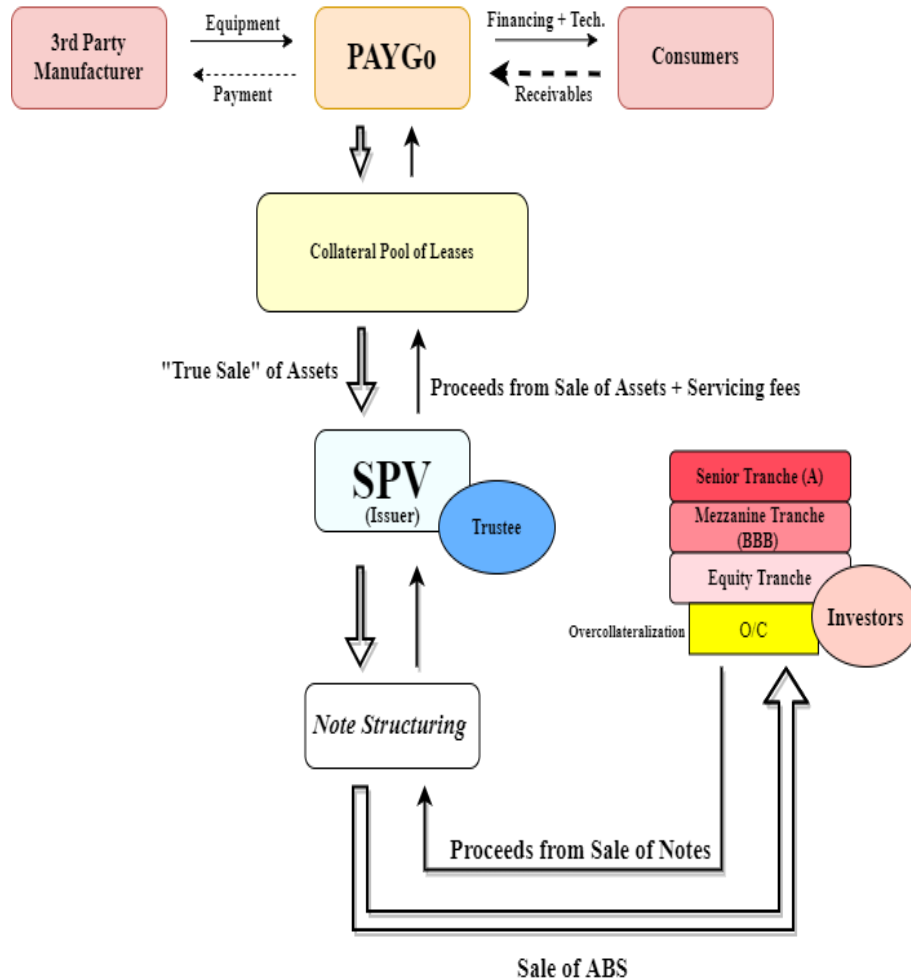 Equipment
Financing + Tech.
3rd Party
Manufacturer
PAYGo
Consumers
Payment
Receivables
Collateral Pool of Leases
"True Sale" of Assets
Proceeds from Sale of Assets + Servicing fees
SPV
(Issuer)
Trustee
Senior Tranche (A)
Mezzanine Tranche
(BBB)
Equity Tranche
Investors
Overcollateralization
O/C
Note Structuring
Proceeds from Sale of Notes
Sale of ABS